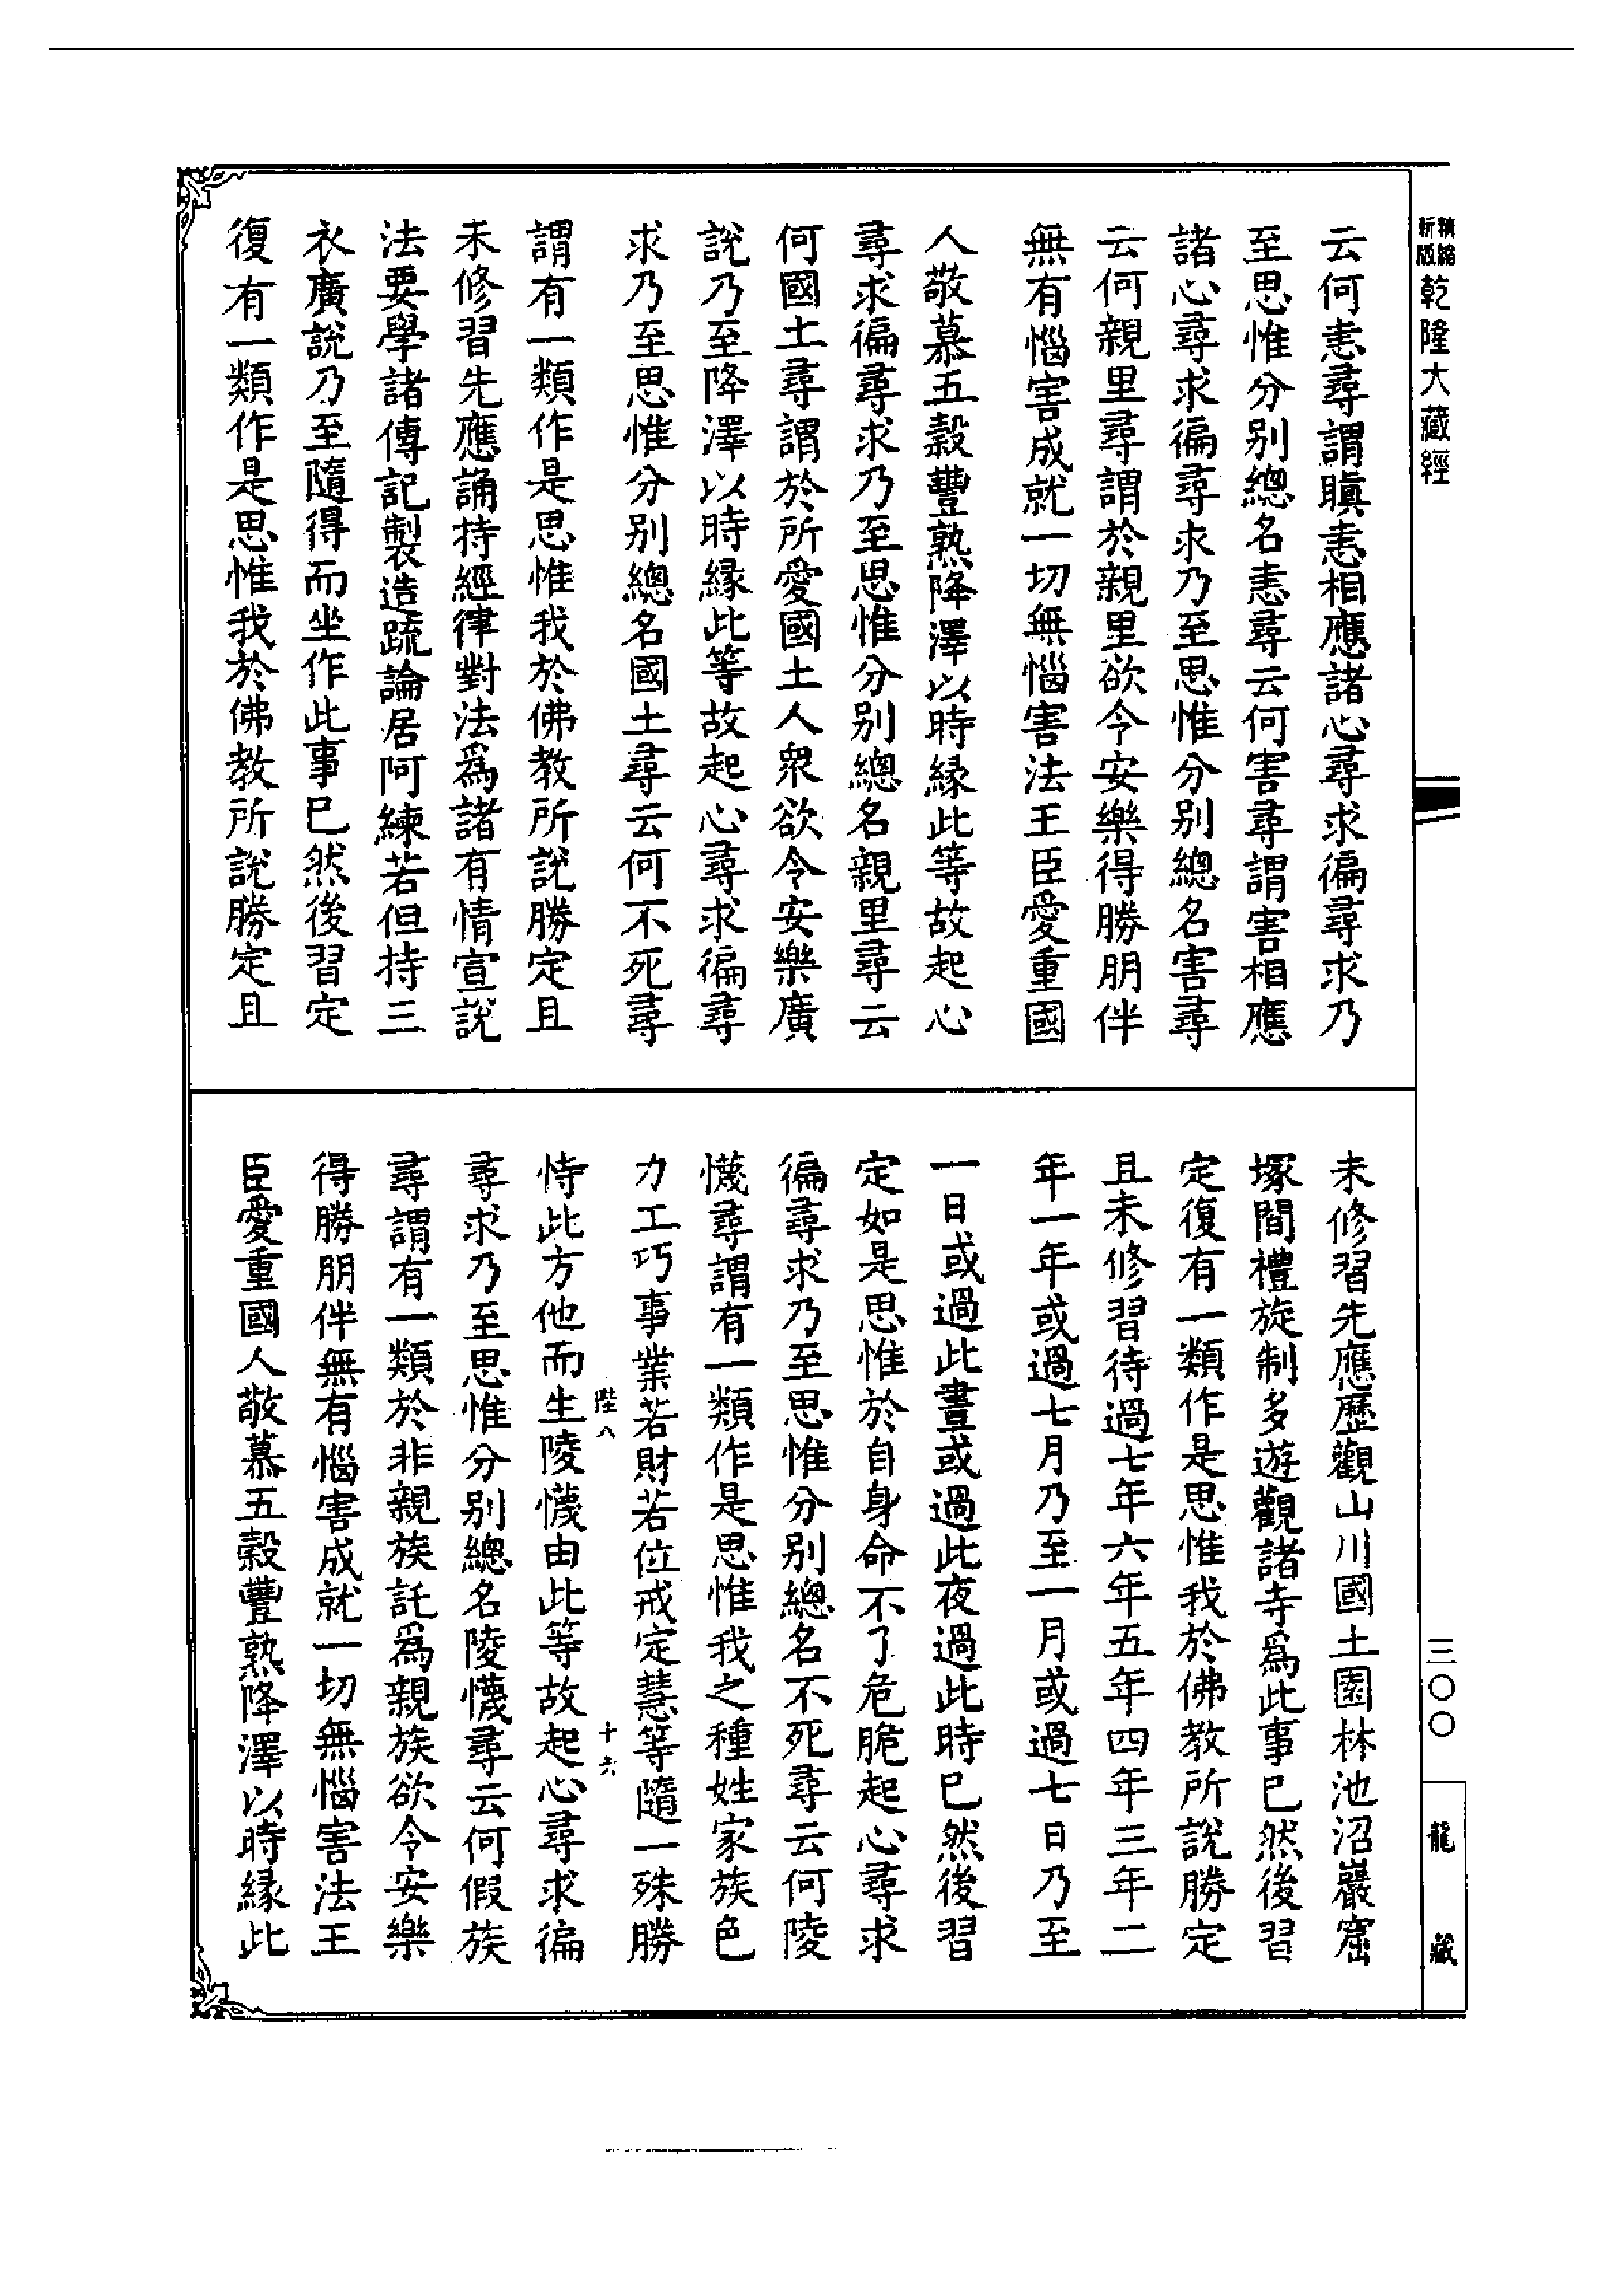 精縮
新版
乾隆大藏經
云何恚尋謂瞋恚相應諸心尋求徧尋求乃
至思惟分别總名恚尋云何害尋謂害相應
諸心尋求徧尋求乃至思惟分别總名害尋
云何親里尋謂於親里欲令安樂得勝朋伴
無有惱害成就一切無惱害法王臣愛重國
人敬慕五穀豐熟降澤以時緣此等故起心
尋求徧尋求乃至思惟分别總名親里尋云
何國土尋謂於所愛國土人衆欲令安樂廣
說乃至降澤以時緣此等故起心尋求徧尋
求乃至思惟分别總名國土尋云何不死尋
謂有一類作是思惟我於佛教所說勝定且
未修習先應誦持經律對法爲諸有情宣說
法要學諸傳記製造疏論居阿練若但持三
衣廣說乃至隨得而坐作此事巳然後習定
復有一類作是思惟我於佛教所說勝定且
未修習先應歷觀山川國土園林池沼巖窟
塚間禮旋制多遊觀諸寺爲此事巳然後習
定復有一類作是思惟我於佛教所說勝定
且未修習待過七年六年五年四年三年二
年一年或過七月乃至一月或過七日乃至
一日或過此晝或過此夜過此時巳然後習
定如是思惟於自身命不了危脆起心尋求
徧尋求乃至思惟分别總名不死尋云何陵
懱尋謂有一類作是思惟我之種姓家族色
力工巧事業若財若位戒定慧等隨一殊勝
陛八
十六
恃此方他而生陵懱由此等故起心尋求徧
尋求乃至思惟分别總名陵懱尋云何假族
尋謂有一類於非親族託爲親族欲令安樂
得勝朋伴無有惱害成就一切無惱害法王
臣愛重國人敬慕五穀豐熟降澤以時緣此
三〇〇
龍藏